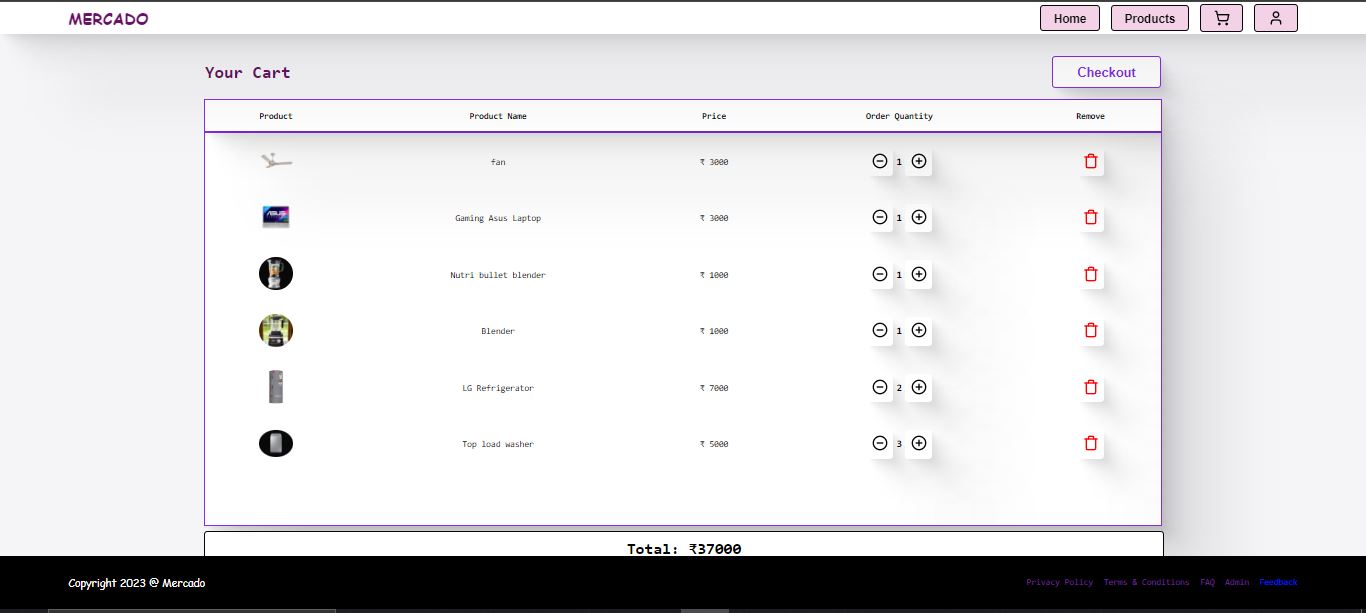 MERCADO Home Products
Your Cart Checkout
Product Product Name Price Order Quantity Remove
fan ₹ 3000 1
ASUS
Gaming Asus Laptop ₹ 3000 1
Nutri bullet blender ₹ 1000 1
Blender ₹ 1000 1
LG Refrigerator ₹ 7000 2
Top load washer ₹ 5000 3
Total: ₹37000
Copyright 2023 @ Mercado Privacy Policy Terms & Conditions FAQ Admin Feedback